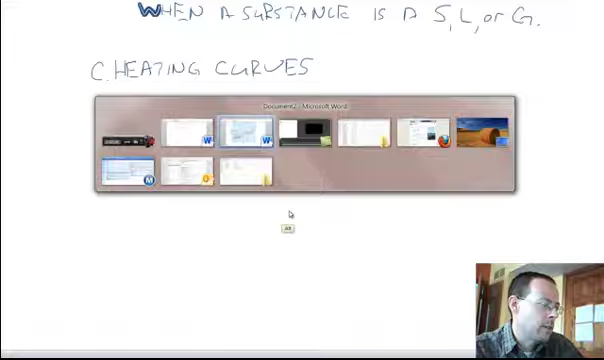 WHEN A SUBSTANCE IS A S, L, or G.
C. HEATING CURVES
Document2 - Microsoft Word
Alt